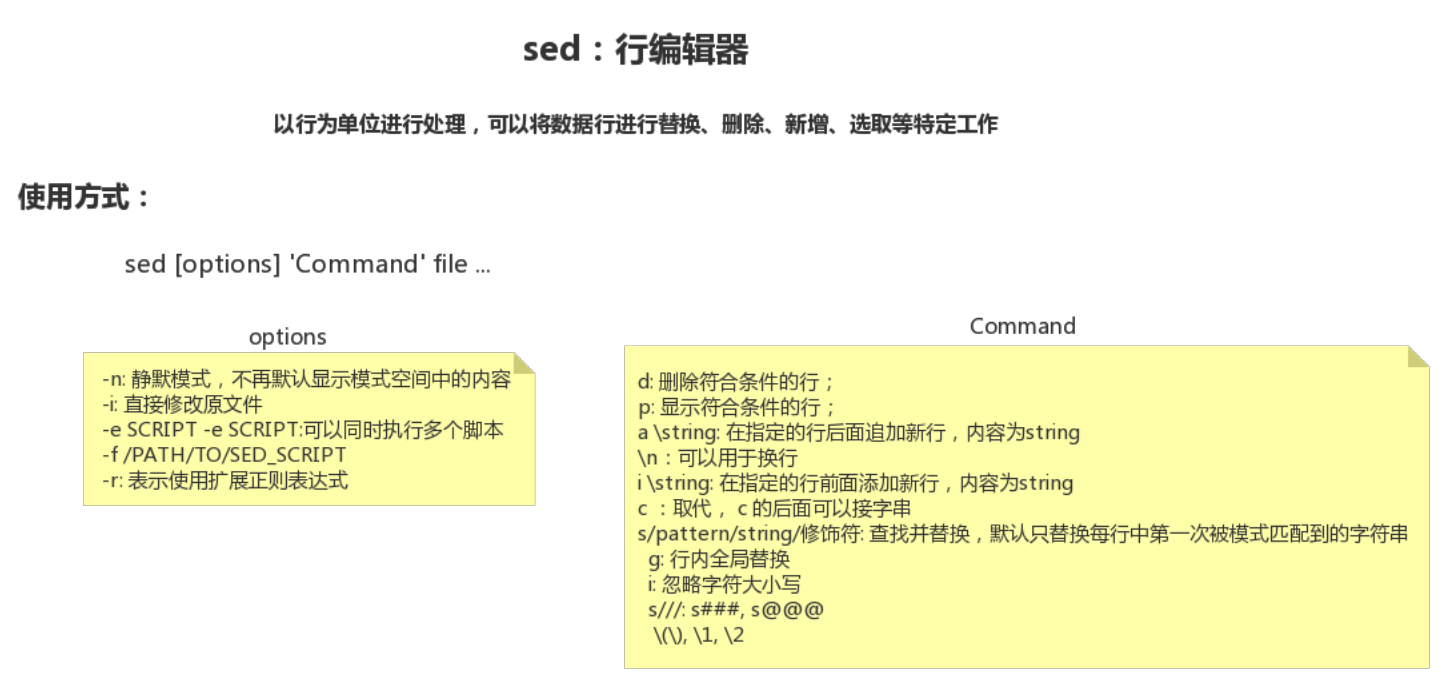 sed：行编辑器
以行为单位进行处理，可以将数据行进行替换、删除、新增、选取等特定工作
使用方式：
sed [options] 'Command' file ...
options
-n: 静默模式，不再默认显示模式空间中的内容
-i: 直接修改原文件
-e SCRIPT -e SCRIPT:可以同时执行多个脚本
-f /PATH/TO/SED_SCRIPT
-r: 表示使用扩展正则表达式
Command
d: 删除符合条件的行；
p: 显示符合条件的行；
a \string: 在指定的行后面追加新行，内容为string
\n：可以用于换行
i \string: 在指定的行前面添加新行，内容为string
c ：取代， c 的后面可以接字串
s/pattern/string/修饰符: 查找并替换，默认只替换每行中第一次被模式匹配到的字符串
g: 行内全局替换
i: 忽略字符大小写
s///: s###, s@@@
\(\), \1, \2